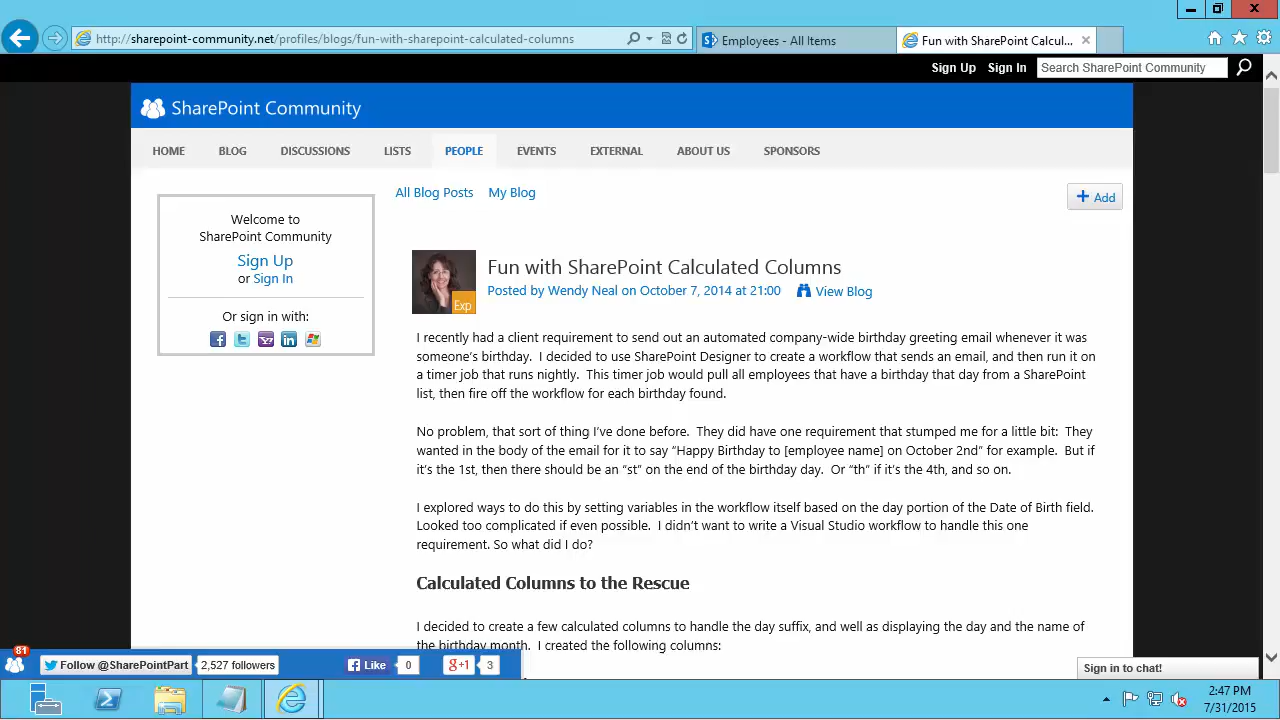 http://sharepoint-community.net/profiles/blogs/fun-with-sharepoint-calculated-columns
Employees - All Items
Fun with SharePoint Calcul...
Sign Up
Sign In
Search SharePoint Community
SharePoint Community
HOME
BLOG
DISCUSSIONS
LISTS
PEOPLE
EVENTS
EXTERNAL
ABOUT US
SPONSORS
Welcome to
SharePoint Community
Sign Up
or Sign In
Or sign in with:
All Blog Posts
My Blog
Add
Exp
Fun with SharePoint Calculated Columns
Posted by Wendy Neal on October 7, 2014 at 21:00
View Blog
I recently had a client requirement to send out an automated company-wide birthday greeting email whenever it was
someone's birthday.  I decided to use SharePoint Designer to create a workflow that sends an email, and then run it on
a timer job that runs nightly.  This timer job would pull all employees that have a birthday that day from a SharePoint
list, then fire off the workflow for each birthday found.
No problem, that sort of thing I've done before.  They did have one requirement that stumped me for a little bit:  They
wanted in the body of the email for it to say “Happy Birthday to [employee name] on October 2nd” for example.  But if
it's the 1st, then there should be an “st” on the end of the birthday day.  Or “th” if it's the 4th, and so on.
I explored ways to do this by setting variables in the workflow itself based on the day portion of the Date of Birth field.
Looked too complicated if even possible.  I didn't want to write a Visual Studio workflow to handle this one
requirement. So what did I do?
Calculated Columns to the Rescue
I decided to create a few calculated columns to handle the day suffix, and well as displaying the day and the name of
the birthday month.  I created the following columns:
81
Follow @SharePointPart
2,527 followers
Like
0
g+1
3
Sign in to chat!
2:47 PM
7/31/2015